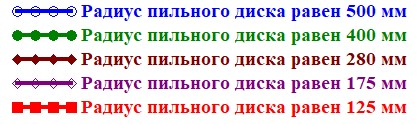 Радиус пильного диска равен 500 мм
Радиус пильного диска равен 400 мм
Радиус пильного диска равен 280 мм
Радиус пильного диска равен 175 мм
Радиус пильного диска равен 125 мм